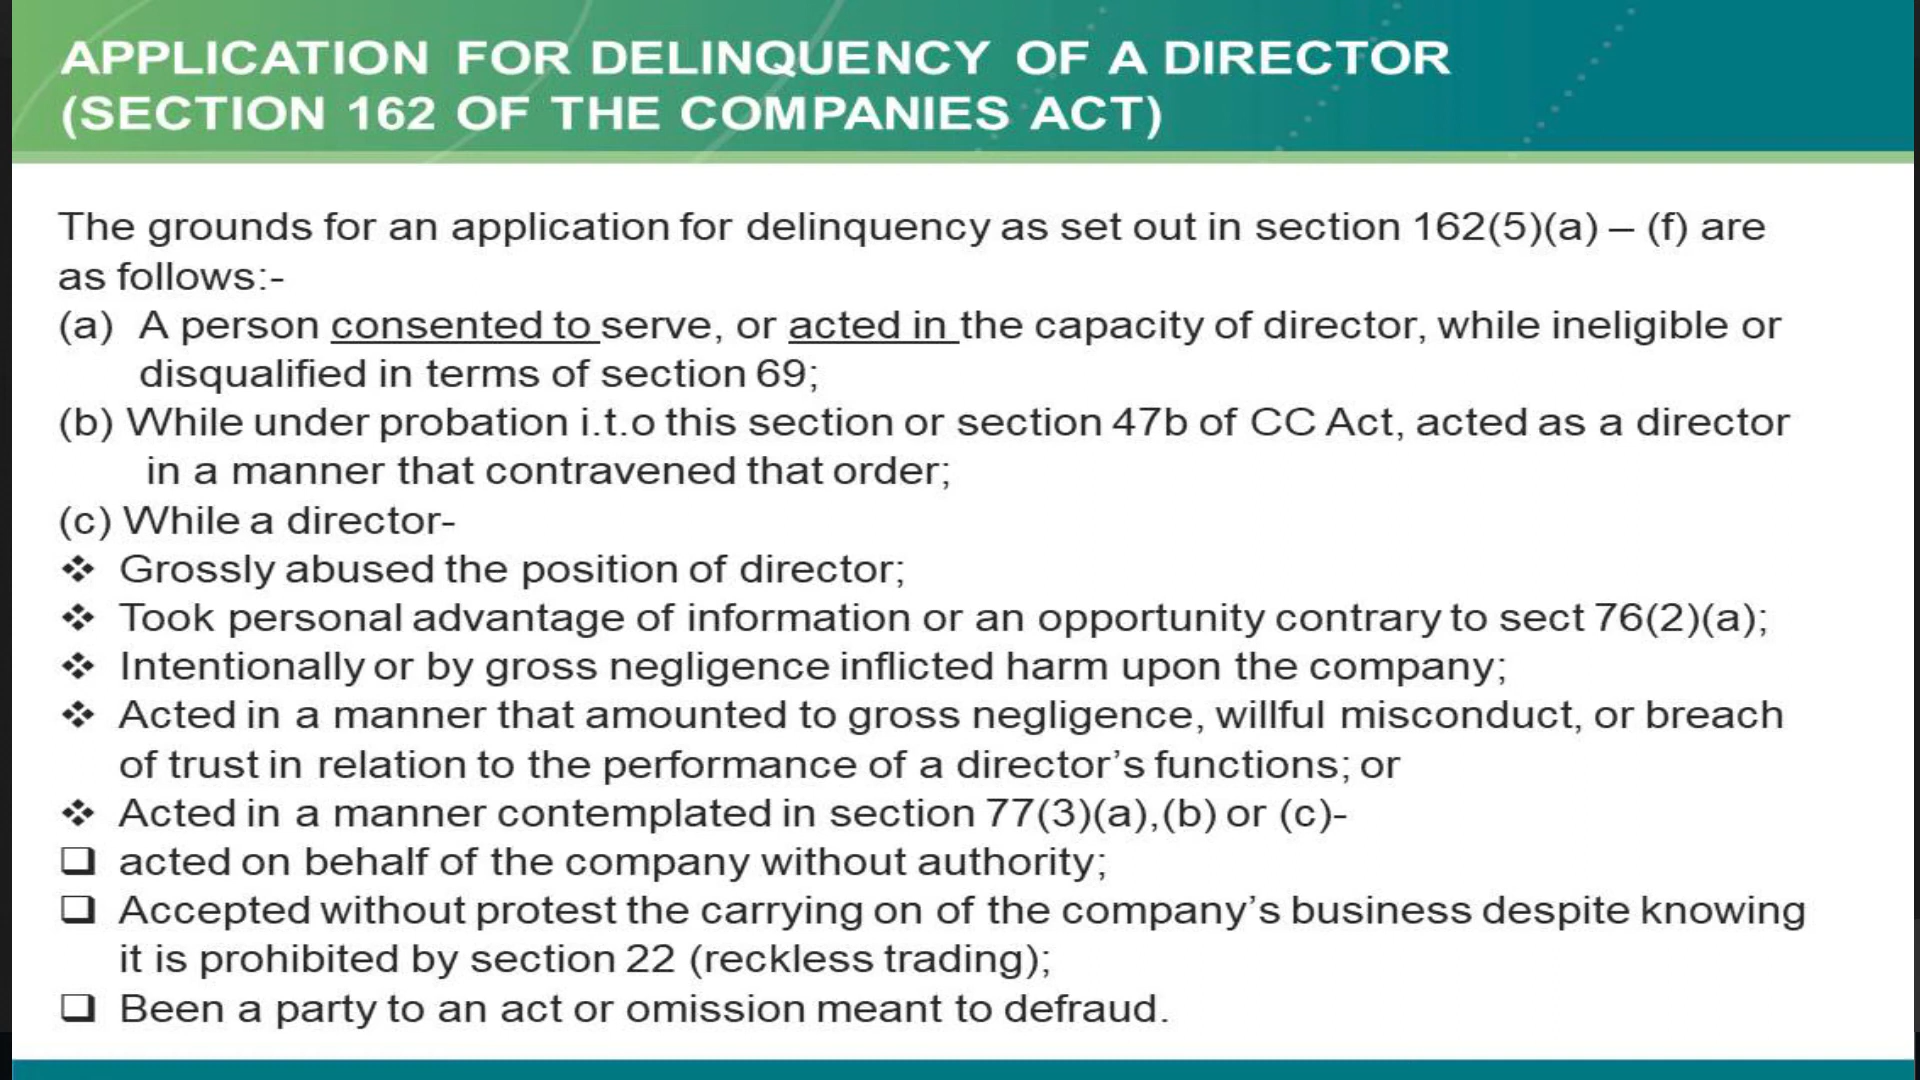 APPLICATION FOR DELINQUENCY OF A DIRECTOR
(SECTION 162 OF THE COMPANIES ACT)
The grounds for an application for delinquency as set out in section 162(5)(a) – (f) are
as follows:-
(a) A person consented to serve, or acted in the capacity of director, while ineligible or
disqualified in terms of section 69;
(b) While under probation i.t.o this section or section 47b of CC Act, acted as a director
in a manner that contravened that order;
(c) While a director-
❖ Grossly abused the position of director;
❖ Took personal advantage of information or an opportunity contrary to sect 76(2)(a);
❖ Intentionally or by gross negligence inflicted harm upon the company;
❖ Acted in a manner that amounted to gross negligence, willful misconduct, or breach
of trust in relation to the performance of a director’s functions; or
❖ Acted in a manner contemplated in section 77(3)(a),(b) or (c)-
❑ acted on behalf of the company without authority;
❑ Accepted without protest the carrying on of the company’s business despite knowing
it is prohibited by section 22 (reckless trading);
❑ Been a party to an act or omission meant to defraud.